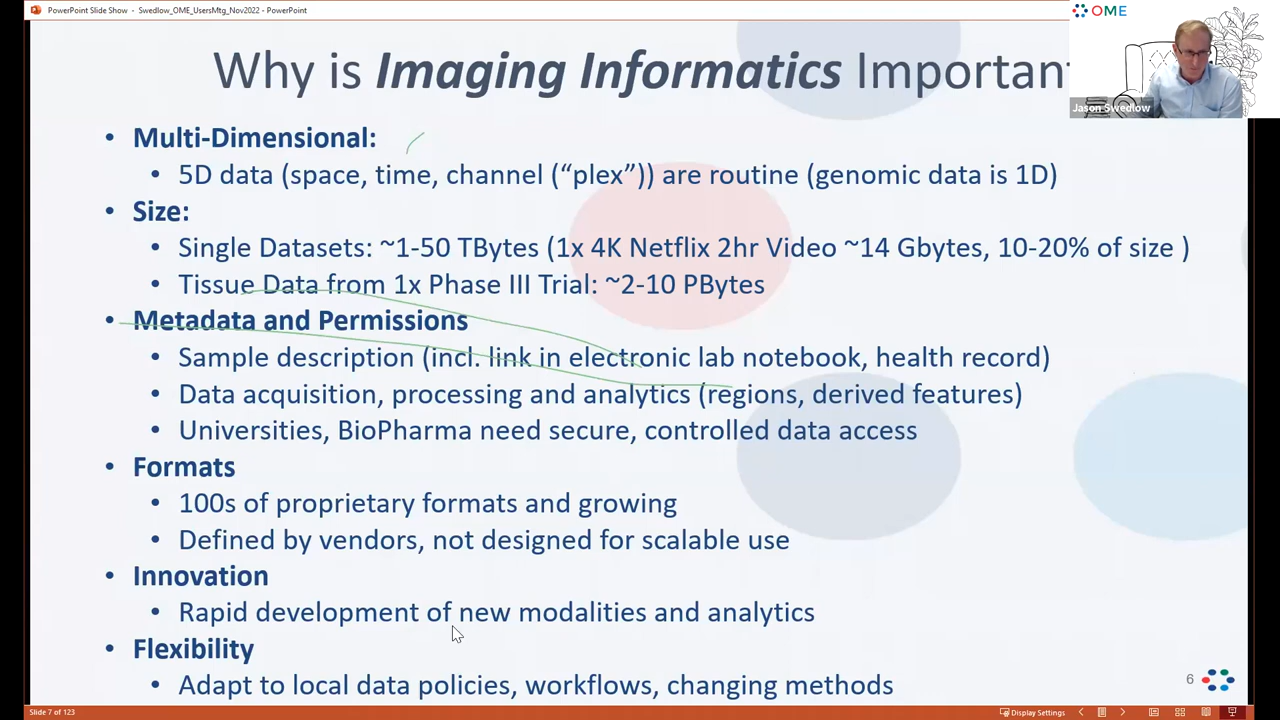 PowerPoint Slide Show - Swedlow_OME_UsersMtg_Nov2022 - PowerPoint
OME
Why is Imaging Informatics Important
Jason Swedlow
• Multi-Dimensional:
• 5D data (space, time, channel (“plex”)) are routine (genomic data is 1D)
• Size:
• Single Datasets: ~1-50 TBytes (1x 4K Netflix 2hr Video ~14 Gbytes, 10-20% of size )
• Tissue Data from 1x Phase III Trial: ~2-10 PBytes
• Metadata and Permissions
• Sample description (incl. link in electronic lab notebook, health record)
• Data acquisition, processing and analytics (regions, derived features)
• Universities, BioPharma need secure, controlled data access
• Formats
• 100s of proprietary formats and growing
• Defined by vendors, not designed for scalable use
• Innovation
• Rapid development of new modalities and analytics
• Flexibility
• Adapt to local data policies, workflows, changing methods
6
Slide 7 of 123
Display Settings